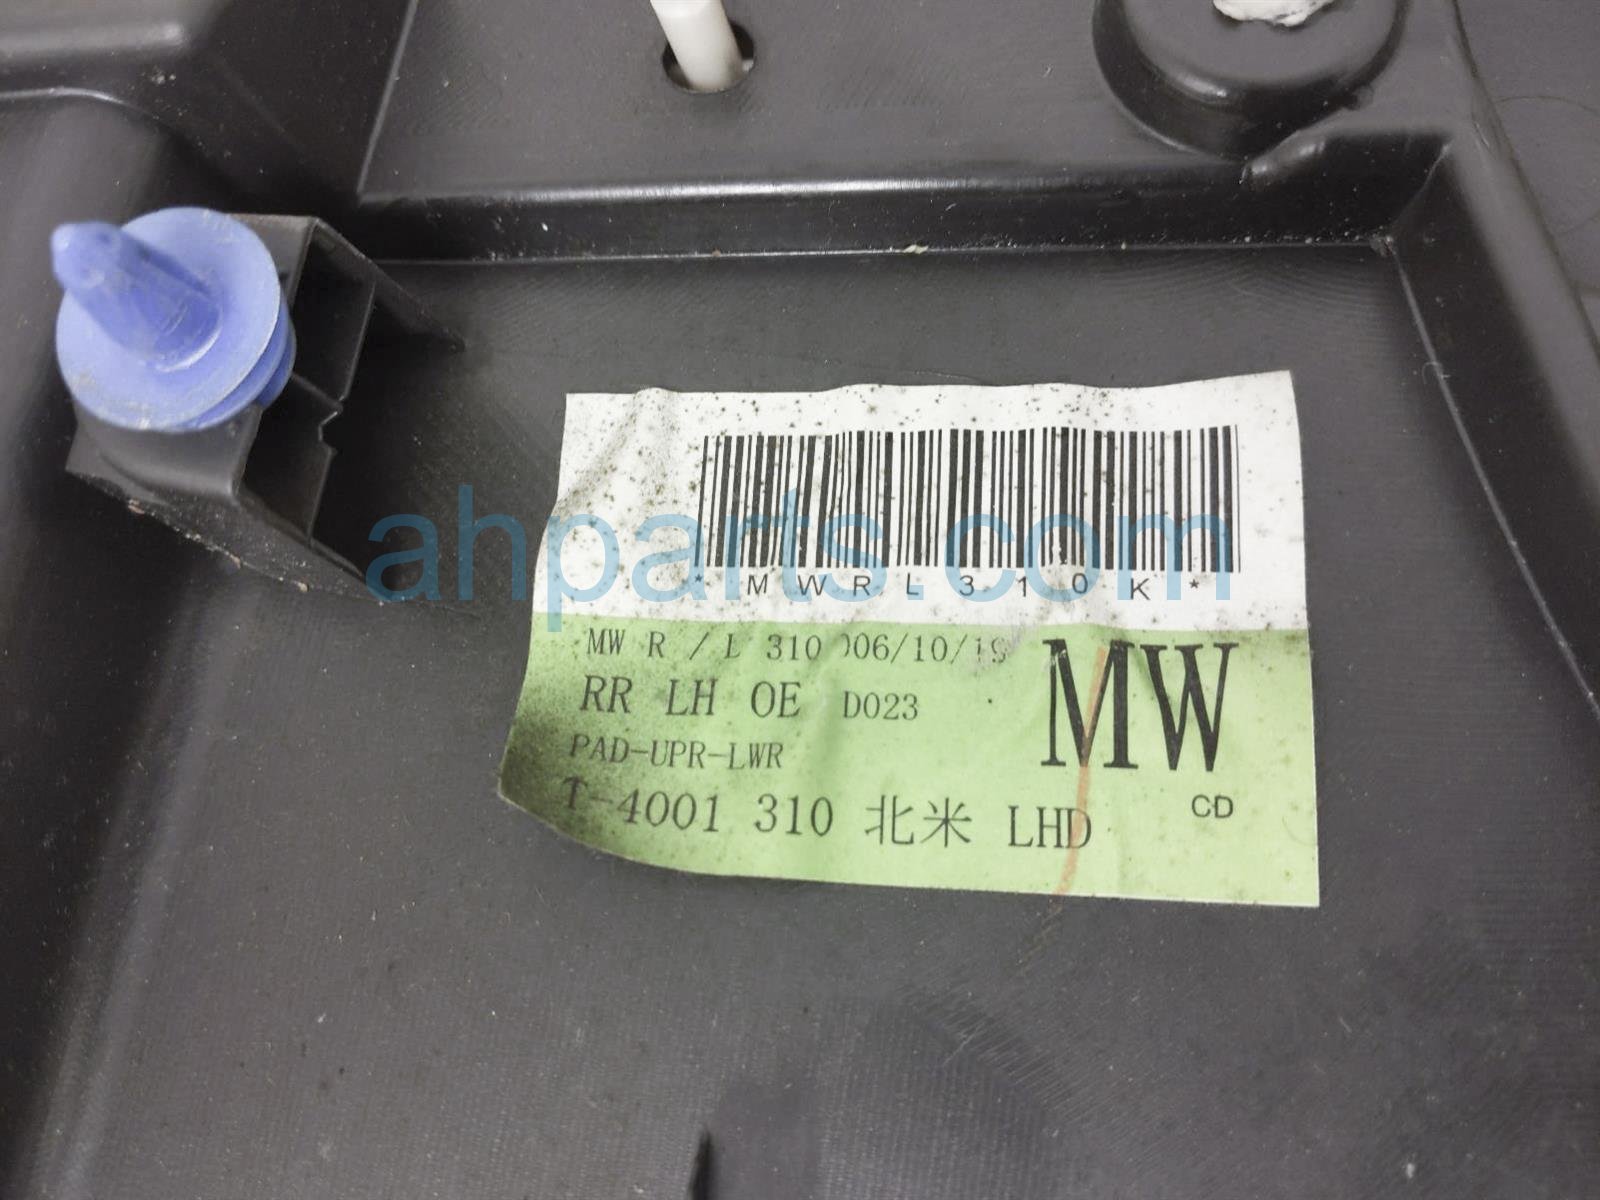 *MWRL310K*
MW R / L 310 006/10/19
RR LH OE D023
MW
PAD-UPR-LWR
T-4001 310 北米 LHD
CD
ahparts.com